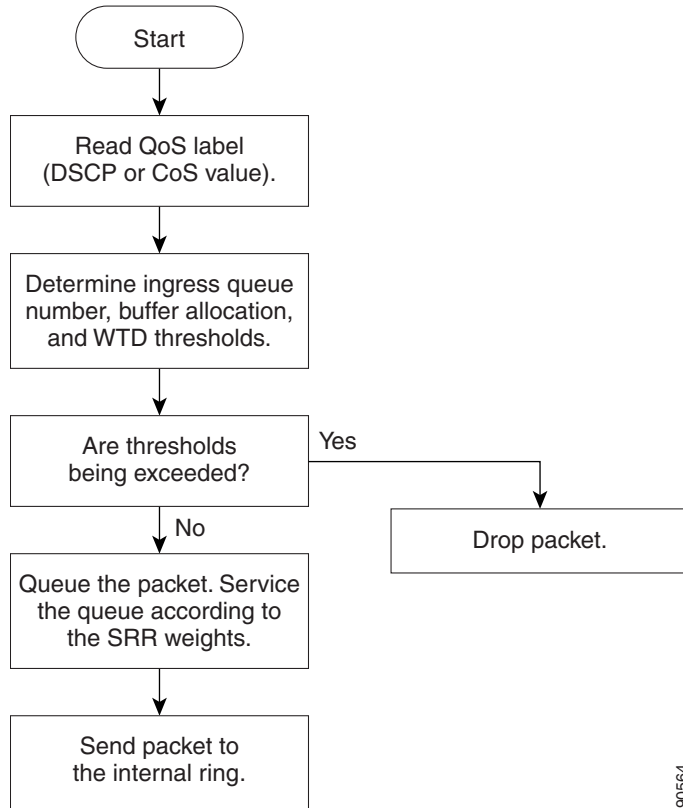 Start
Read QoS label
(DSCP or CoS value).
Determine ingress queue
number, buffer allocation,
and WTD thresholds.
Are thresholds
being exceeded?
Yes
No
Drop packet.
Queue the packet. Service
the queue according to
the SRR weights.
Send packet to
the internal ring.
90564